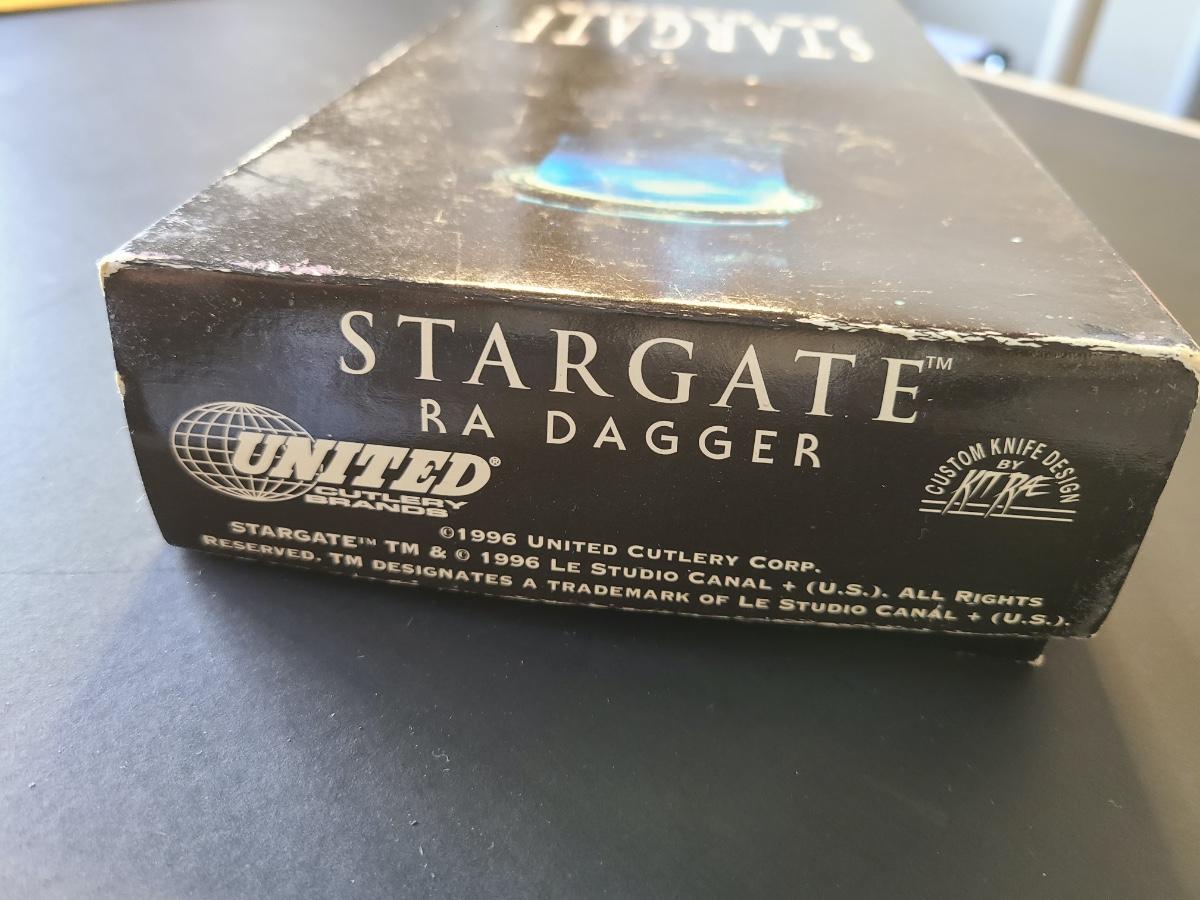 STARGATE
STARGATE™
RA DAGGER
UNITED®
CUTLERY
BRANDS
CUSTOM KNIFE DESIGN
BY
KIT RAE
©1996 UNITED CUTLERY CORP.
STARGATE™ TM & © 1996 LE STUDIO CANAL + (U.S.). ALL RIGHTS
RESERVED. TM DESIGNATES A TRADEMARK OF LE STUDIO CANAL + (U.S.).